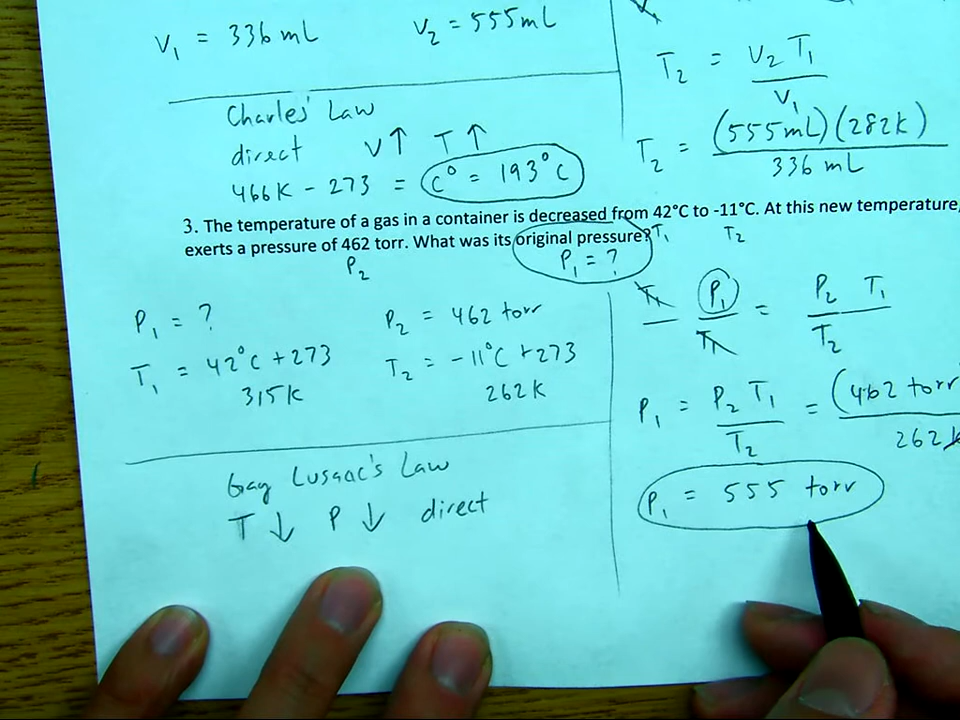 V₁ = 336 mL
V₂ = 555 mL
V₁
T₂ = V₂ T₁ / V₁
T₂ = (555 mL)(282 K) / 336 mL
Charles' Law
direct V↑ T↑
466 K - 273 = C° = 193°C
3. The temperature of a gas in a container is decreased from 42°C to -11°C. At this new temperature,
exerts a pressure of 462 torr. What was its original pressure? T₁ T₂
P₂ P₁ = ?
P₁ = ?
T₁ = 42°C + 273
315 K
P₂ = 462 torr
T₂ = -11°C + 273
262 K
Gay Lussac's Law
T ↓ P ↓ direct
T₁ P₁ / T₁ = P₂ T₁ / T₂
P₁ = P₂ T₁ / T₂ = (462 torr / 262 K
P₁ = 555 torr